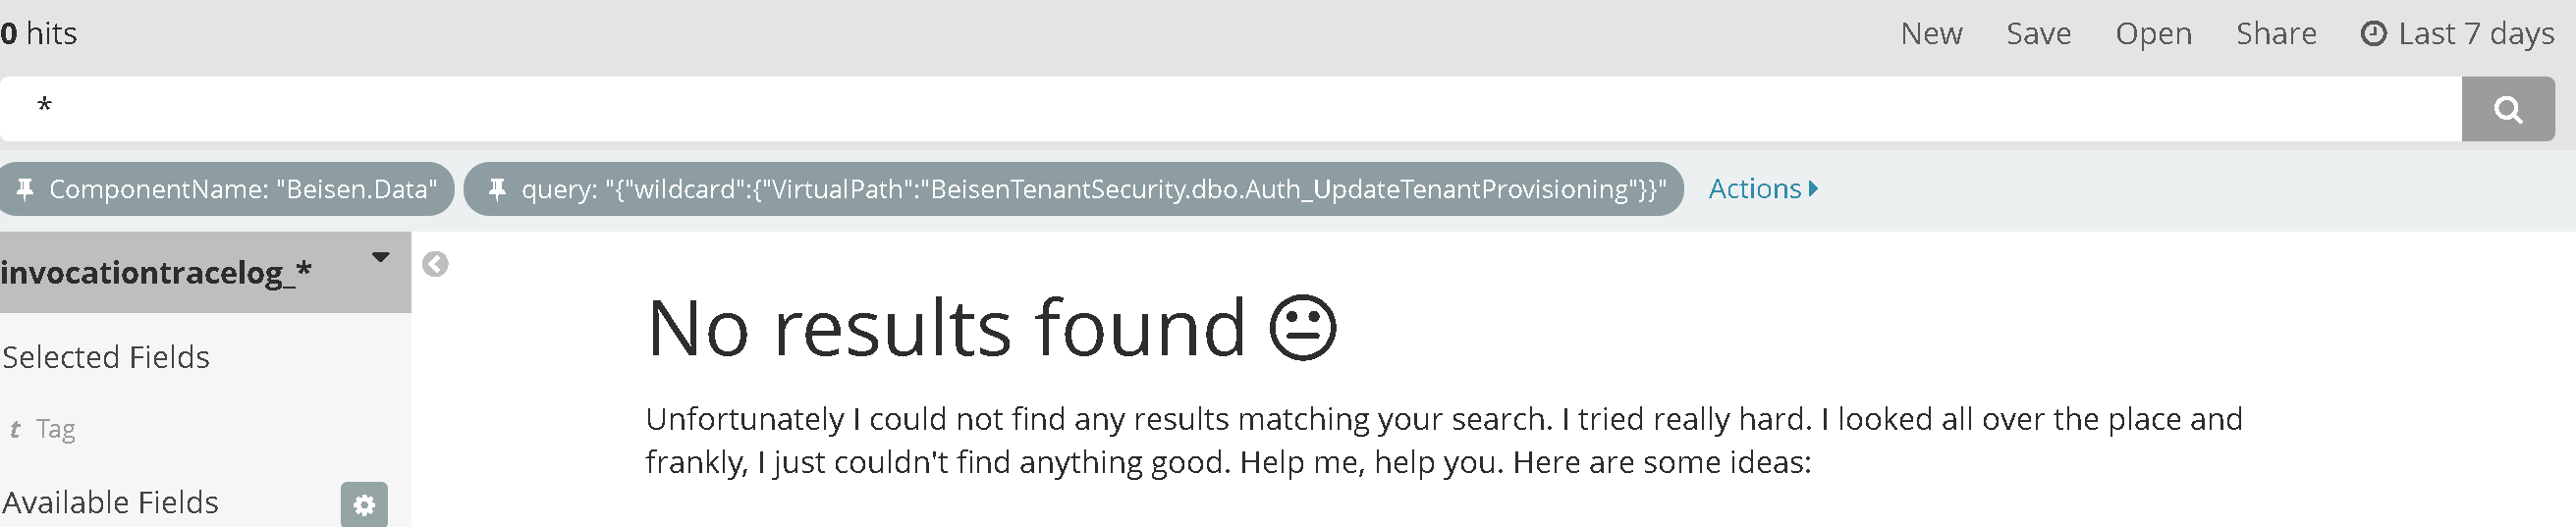 0 hits New Save Open Share Last 7 days
*
ComponentName: "Beisen.Data" query: "{"wildcard":{"VirtualPath":"BeisenTenantSecurity.dbo.Auth_UpdateTenantProvisioning"}}" Actions
invocationtracelog_*
No results found
Selected Fields
Unfortunately I could not find any results matching your search. I tried really hard. I looked all over the place and
t Tag
frankly, I just couldn't find anything good. Help me, help you. Here are some ideas:
Available Fields